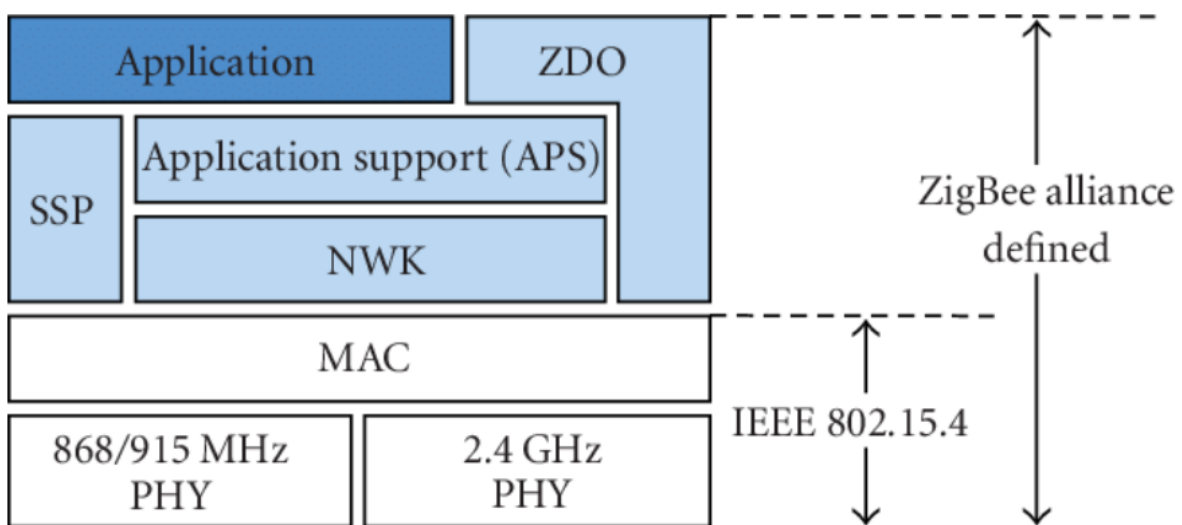 Application
ZDO
Application support (APS)
SSP
ZigBee alliance
defined
NWK
MAC
IEEE 802.15.4
868/915 MHz
PHY
2.4 GHz
PHY